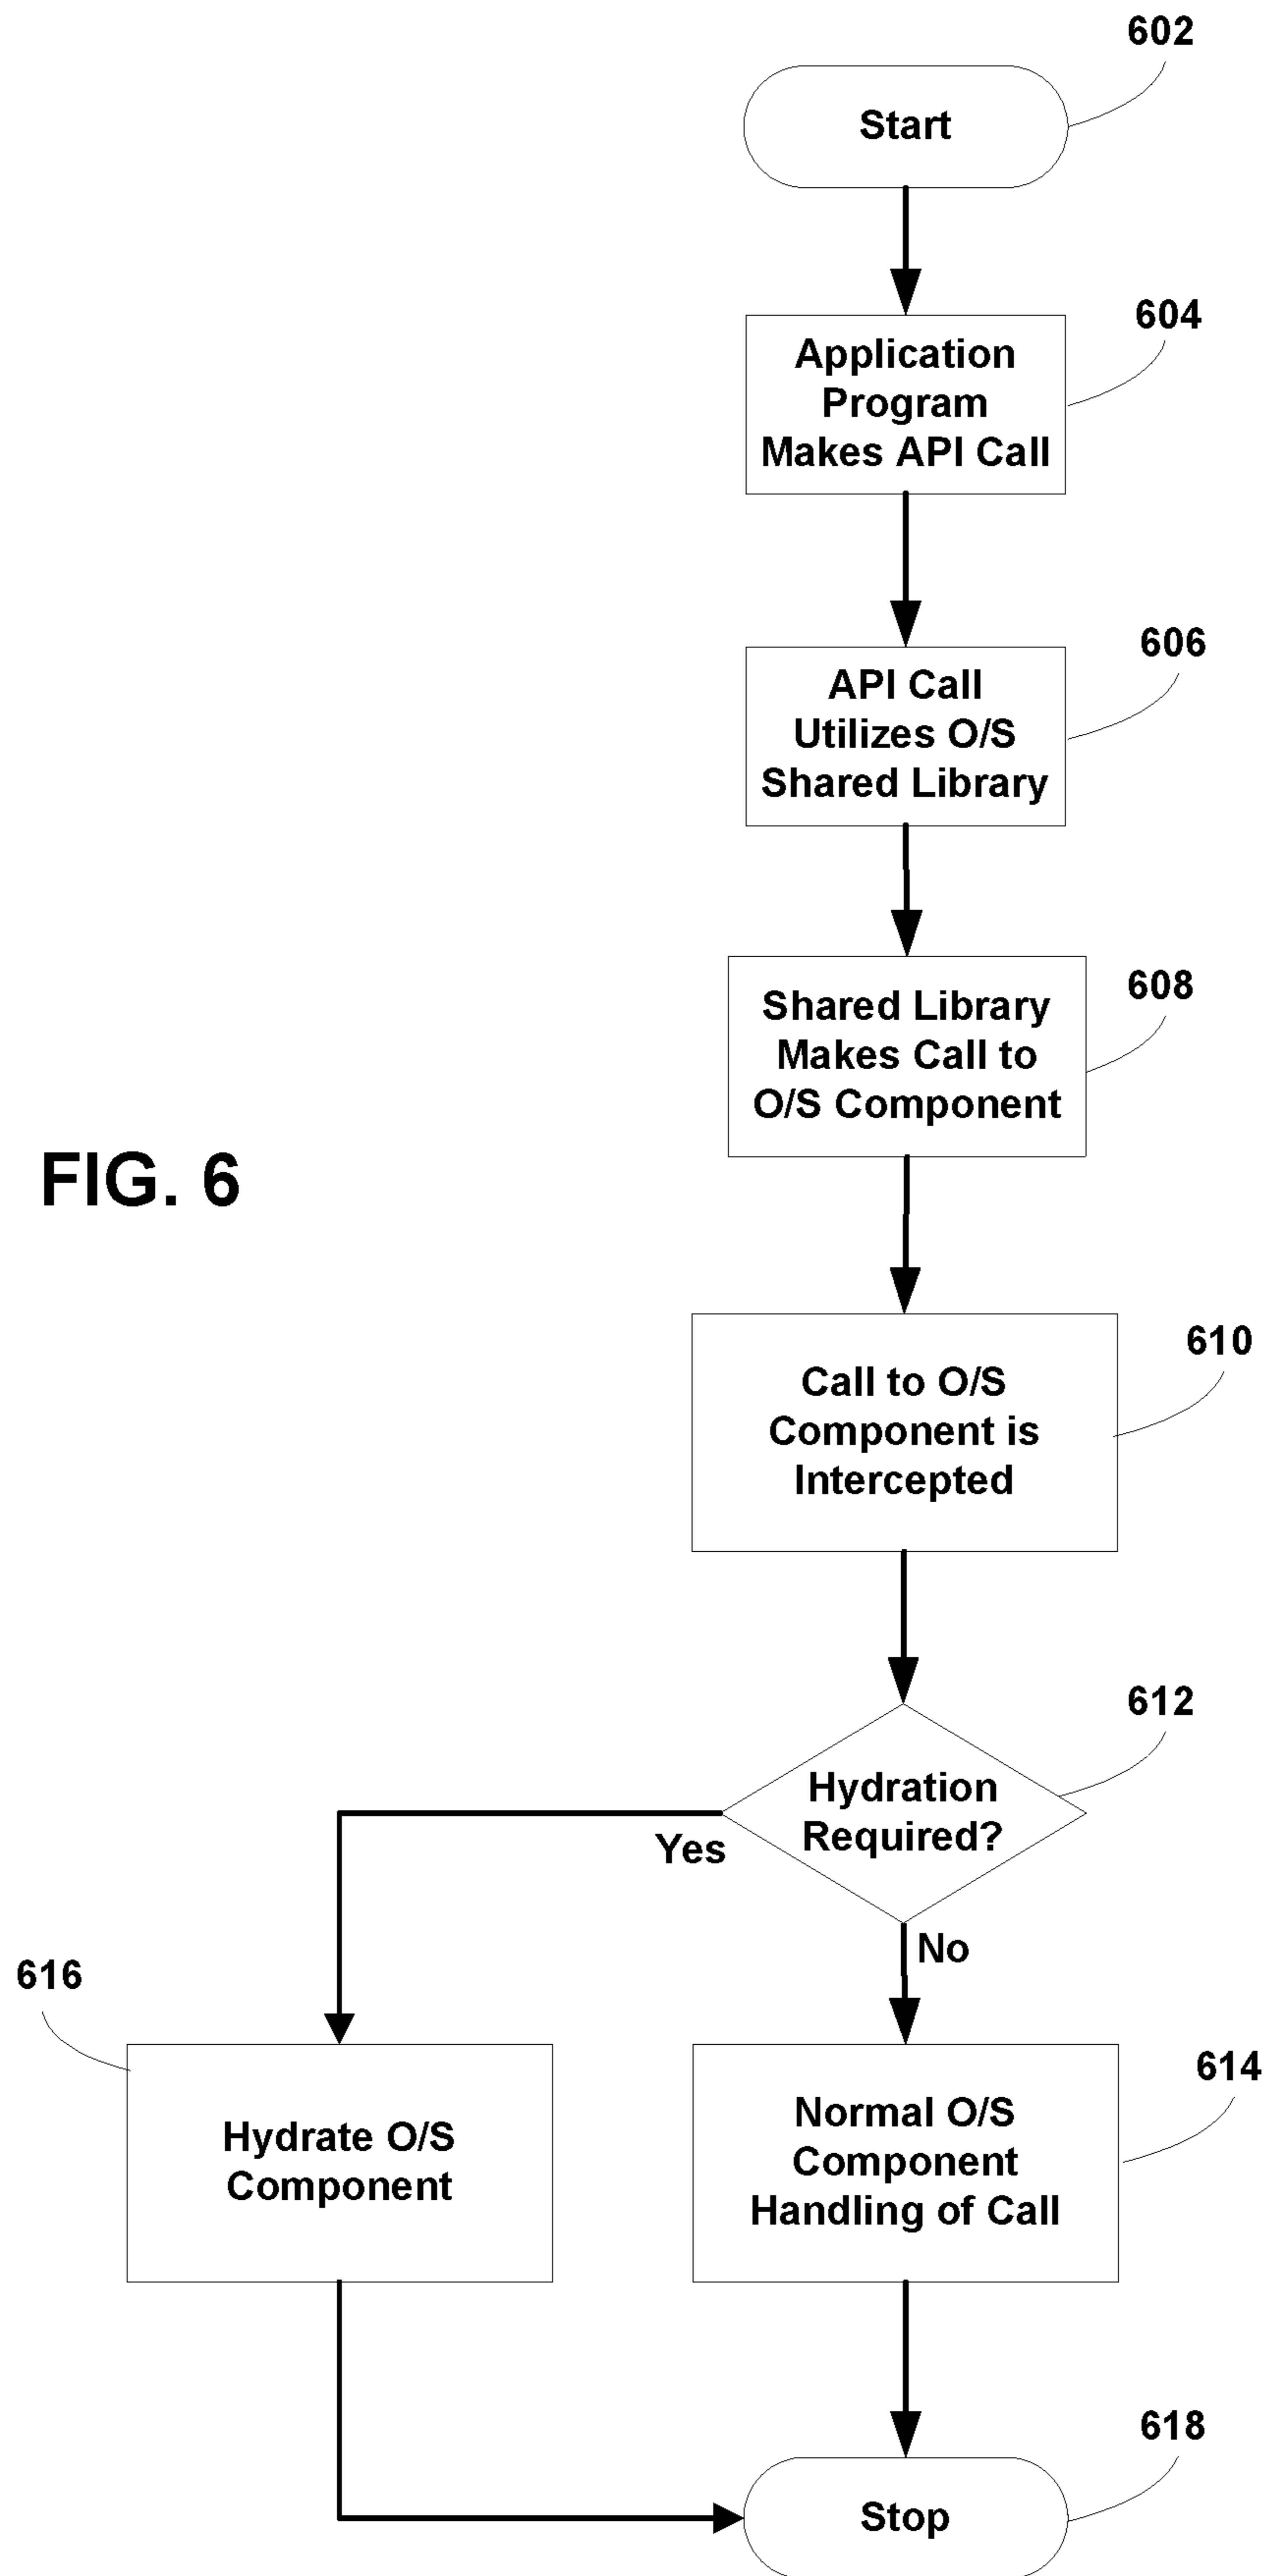 602
Start
604
Application
Program
Makes API Call
606
API Call
Utilizes O/S
Shared Library
608
Shared Library
Makes Call to
O/S Component
FIG. 6
610
Call to O/S
Component is
Intercepted
612
Hydration
Required?
Yes
No
616
Hydrate O/S
Component
614
Normal O/S
Component
Handling of Call
618
Stop